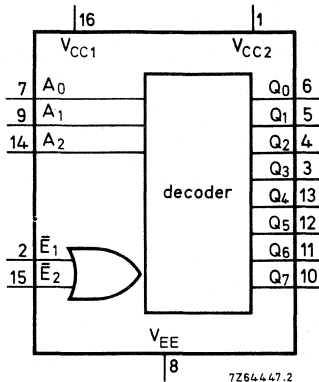 16 1
VCC1 VCC2
7 A0 Q0 6
9 A1 Q1 5
14 A2 Q2 4
Q3 3
decoder Q4 13
Q5 12
2 Ē1 Q6 11
15 Ē2 Q7 10
VEE
8
7Z64447.2